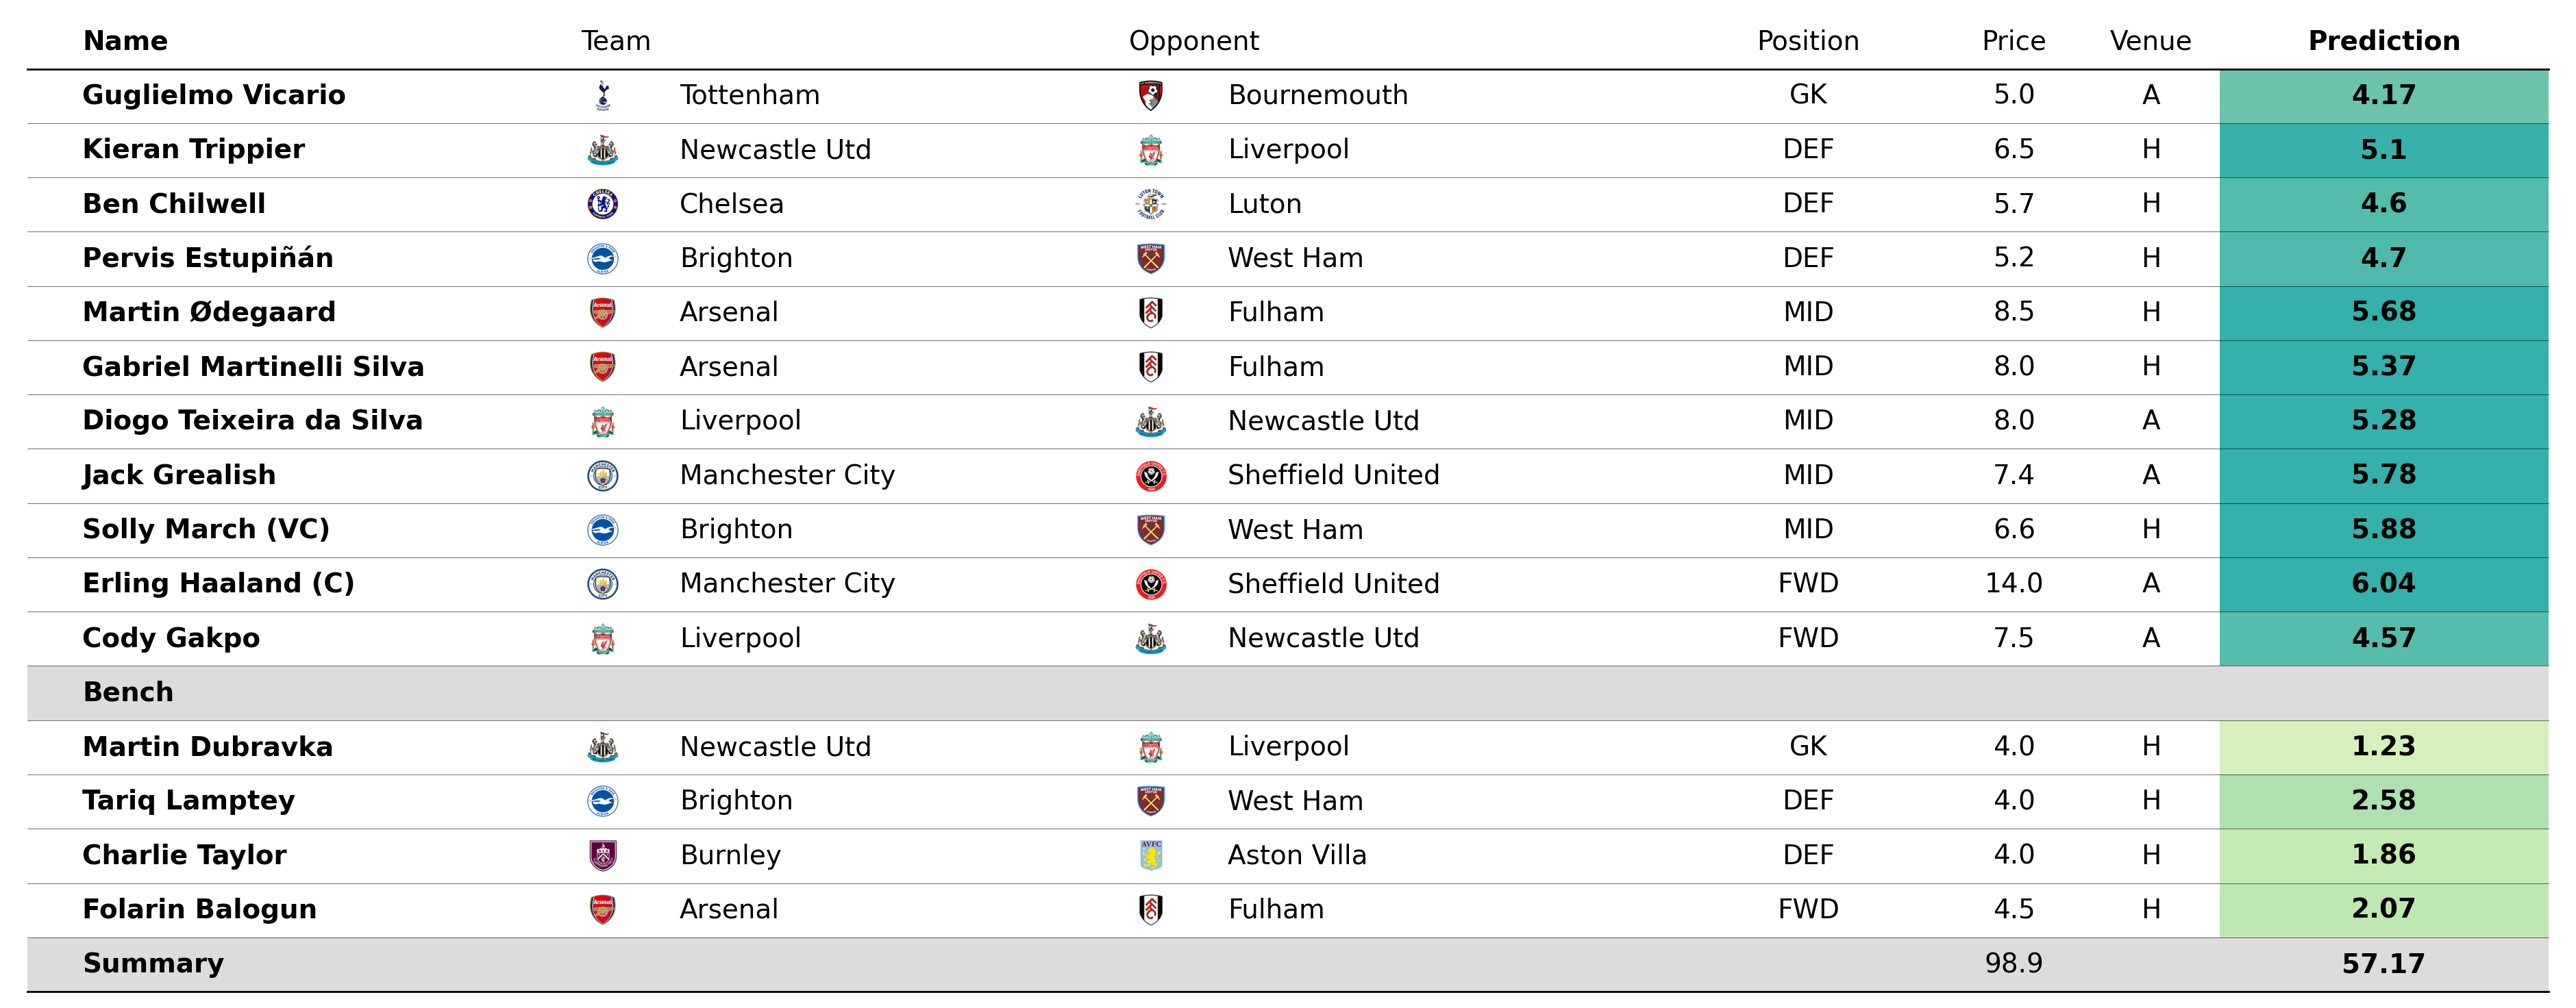 Name Team Opponent Position Price Venue Prediction
Guglielmo Vicario Tottenham Bournemouth GK 5.0 A 4.17
Kieran Trippier Newcastle Utd Liverpool DEF 6.5 H 5.1
Ben Chilwell Chelsea Luton DEF 5.7 H 4.6
Pervis Estupiñán Brighton West Ham DEF 5.2 H 4.7
Martin Ødegaard Arsenal Fulham MID 8.5 H 5.68
Gabriel Martinelli Silva Arsenal Fulham MID 8.0 H 5.37
Diogo Teixeira da Silva Liverpool Newcastle Utd MID 8.0 A 5.28
Jack Grealish Manchester City Sheffield United MID 7.4 A 5.78
Solly March (VC) Brighton West Ham MID 6.6 H 5.88
Erling Haaland (C) Manchester City Sheffield United FWD 14.0 A 6.04
Cody Gakpo Liverpool Newcastle Utd FWD 7.5 A 4.57
Bench
Martin Dubravka Newcastle Utd Liverpool GK 4.0 H 1.23
Tariq Lamptey Brighton West Ham DEF 4.0 H 2.58
Charlie Taylor Burnley Aston Villa DEF 4.0 H 1.86
Folarin Balogun Arsenal Fulham FWD 4.5 H 2.07
Summary 98.9 57.17